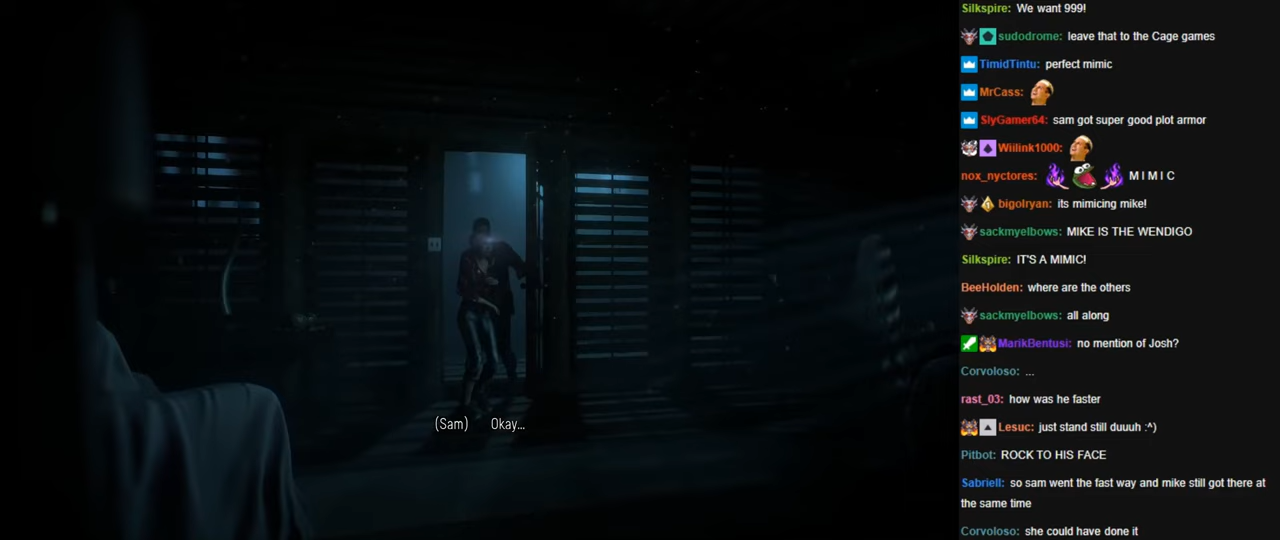 Silkspire: We want 999!
sudodrome: leave that to the Cage games
TimidTintu: perfect mimic
MrCass:
SlyGamer64: sam got super good plot armor
Wiilink1000:
nox_nyctores: M I M I C
bigolryan: its mimicing mike!
sackmyelbows: MIKE IS THE WENDIGO
Silkspire: IT'S A MIMIC!
BeeHolden: where are the others
sackmyelbows: all along
MarikBentusi: no mention of Josh?
Corvoloso: ...
rast_03: how was he faster
(Sam) Okay...
Lesuc: just stand still duuuh :^)
Pitbot: ROCK TO HIS FACE
Sabriell: so sam went the fast way and mike still got there at
the same time
Corvoloso: she could have done it